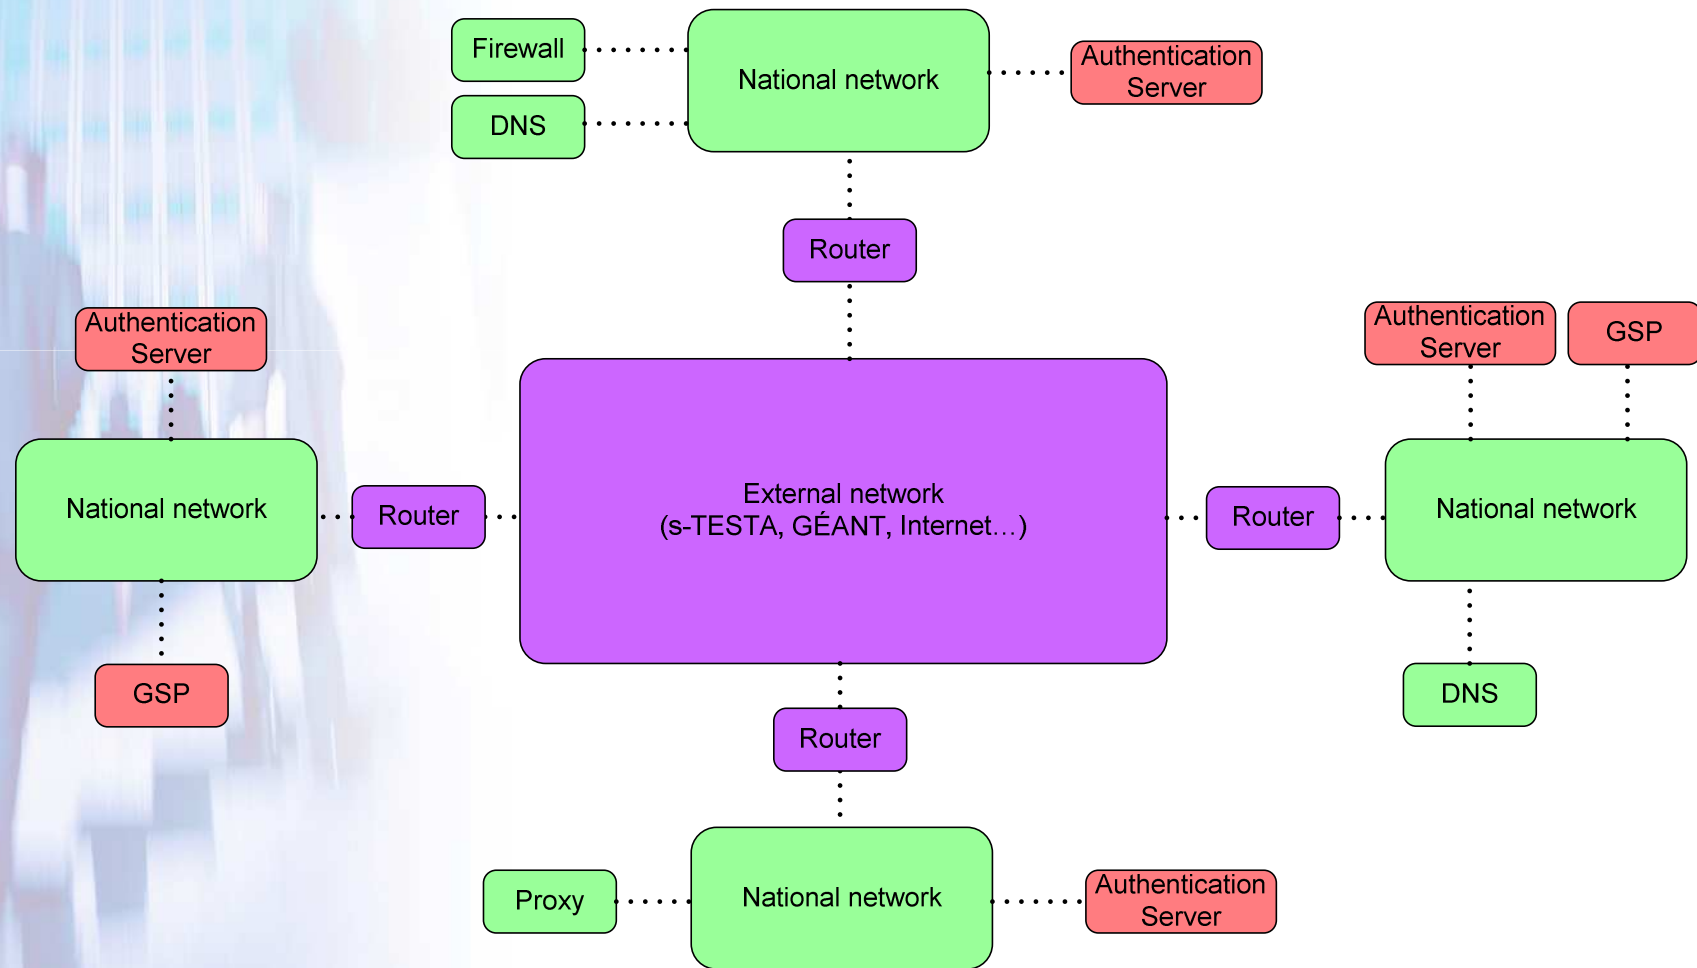 Firewall
National network
Authentication
Server
DNS
Router
Authentication
Server
Authentication
Server
GSP
National network
Router
External network
(s-TESTA, GÉANT, Internet…)
Router
National network
GSP
DNS
Router
Proxy
National network
Authentication
Server